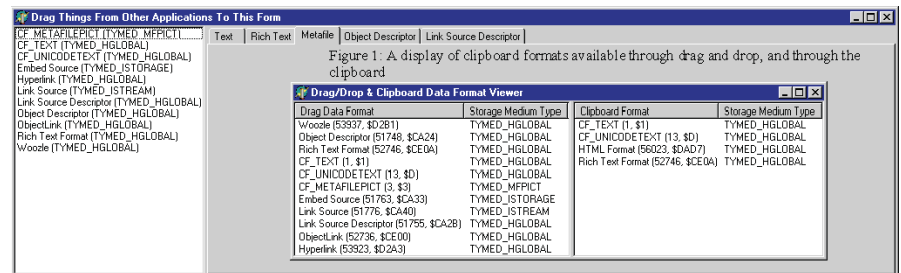 Drag Things From Other Applications To This Form
CF_METAFILEPICT (TYMED_MFPICT)
CF_TEXT (TYMED_HGLOBAL)
CF_UNICODETEXT (TYMED_HGLOBAL)
Embed Source (TYMED_ISTORAGE)
Hyperlink (TYMED_HGLOBAL)
Link Source (TYMED_ISTREAM)
Link Source Descriptor (TYMED_HGLOBAL)
Object Descriptor (TYMED_HGLOBAL)
ObjectLink (TYMED_HGLOBAL)
Rich Text Format (TYMED_HGLOBAL)
Woozle (TYMED_HGLOBAL)
Text Rich Text Metafile Object Descriptor Link Source Descriptor
Figure 1: A display of clipboard formats available through drag and drop, and through the
clipboard
Drag/Drop & Clipboard Data Format Viewer
Drag Data Format Storage Medium Type
Woozle (53937, $D2B1) TYMED_HGLOBAL
Object Descriptor (51748, $CA24) TYMED_HGLOBAL
Rich Text Format (52746, $CE0A) TYMED_HGLOBAL
CF_TEXT (1, $1) TYMED_HGLOBAL
CF_UNICODETEXT (13, $D) TYMED_HGLOBAL
CF_METAFILEPICT (3, $3) TYMED_MFPICT
Embed Source (51763, $CA33) TYMED_ISTORAGE
Link Source (51776, $CA40) TYMED_ISTREAM
Link Source Descriptor (51755, $CA2B) TYMED_HGLOBAL
ObjectLink (52736, $CE00) TYMED_HGLOBAL
Hyperlink (53923, $D2A3) TYMED_HGLOBAL
Clipboard Format Storage Medium Type
CF_TEXT (1, $1) TYMED_HGLOBAL
CF_UNICODETEXT (13, $D) TYMED_HGLOBAL
HTML Format (56023, $DAD7) TYMED_HGLOBAL
Rich Text Format (52746, $CE0A) TYMED_HGLOBAL